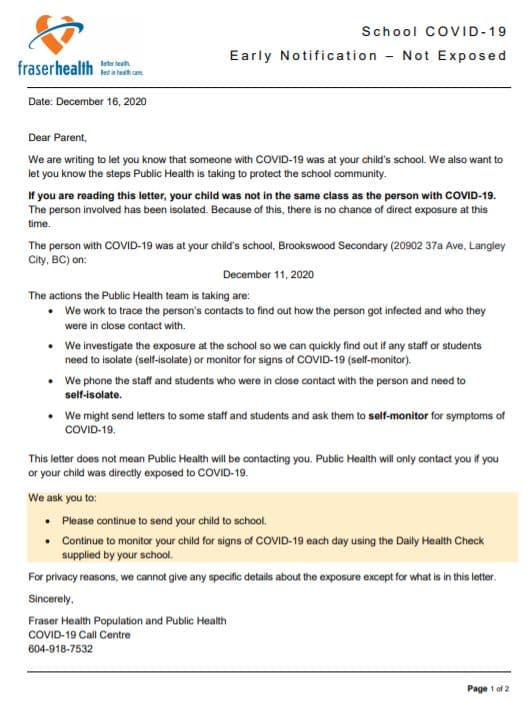 School COVID-19
Early Notification – Not Exposed
fraserhealth
Better health.
Best in health care.
Date: December 16, 2020
Dear Parent,
We are writing to let you know that someone with COVID-19 was at your child's school. We also want to
let you know the steps Public Health is taking to protect the school community.
If you are reading this letter, your child was not in the same class as the person with COVID-19.
The person involved has been isolated. Because of this, there is no chance of direct exposure at this
time.
The person with COVID-19 was at your child's school, Brookswood Secondary (20902 37a Ave, Langley
City, BC) on:
December 11, 2020
The actions the Public Health team is taking are:
• We work to trace the person's contacts to find out how the person got infected and who they
were in close contact with.
• We investigate the exposure at the school so we can quickly find out if any staff or students
need to isolate (self-isolate) or monitor for signs of COVID-19 (self-monitor).
• We phone the staff and students who were in close contact with the person and need to
self-isolate.
• We might send letters to some staff and students and ask them to self-monitor for symptoms of
COVID-19.
This letter does not mean Public Health will be contacting you. Public Health will only contact you if you
or your child was directly exposed to COVID-19.
We ask you to:
• Please continue to send your child to school.
• Continue to monitor your child for signs of COVID-19 each day using the Daily Health Check
supplied by your school.
For privacy reasons, we cannot give any specific details about the exposure except for what is in this letter.
Sincerely,
Fraser Health Population and Public Health
COVID-19 Call Centre
604-918-7532
Page 1 of 2